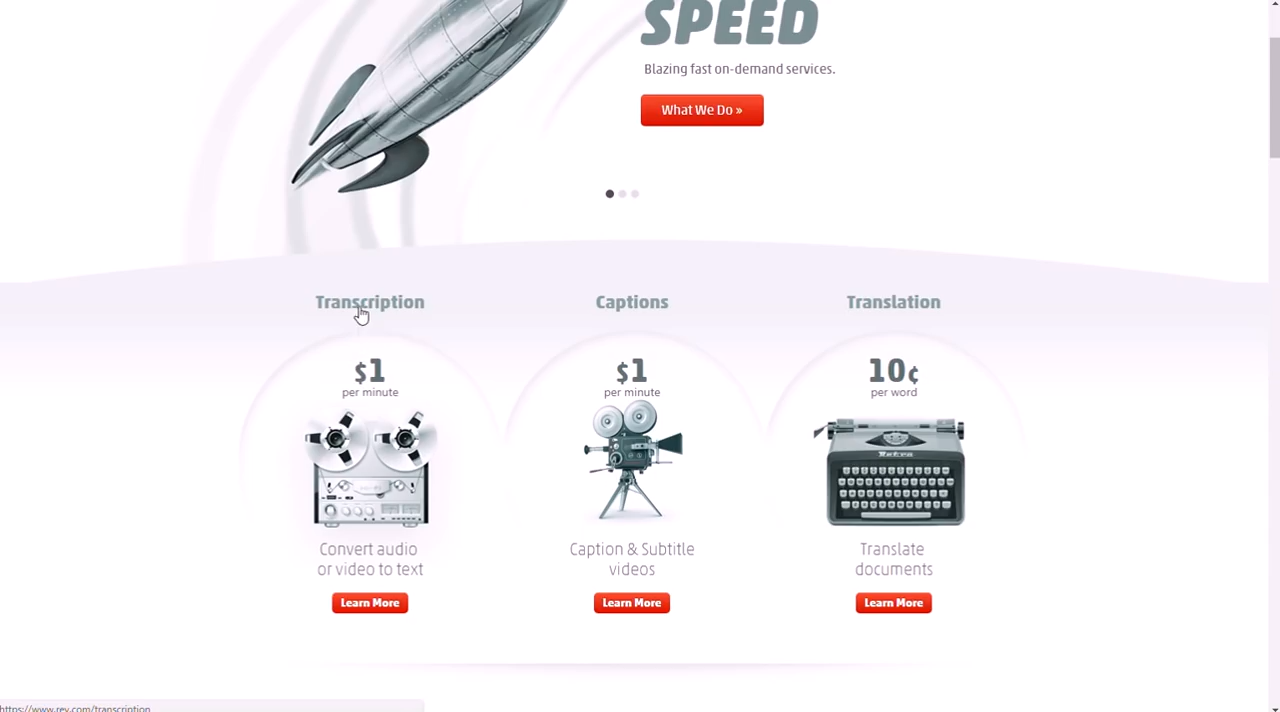 SPEED
Blazing fast on-demand services.
What We Do »
Transcription
Captions
Translation
$1
per minute
$1
per minute
10¢
per word
Retro
Convert audio
or video to text
Caption & Subtitle
videos
Translate
documents
Learn More
Learn More
Learn More
https://www.rev.com/transcription